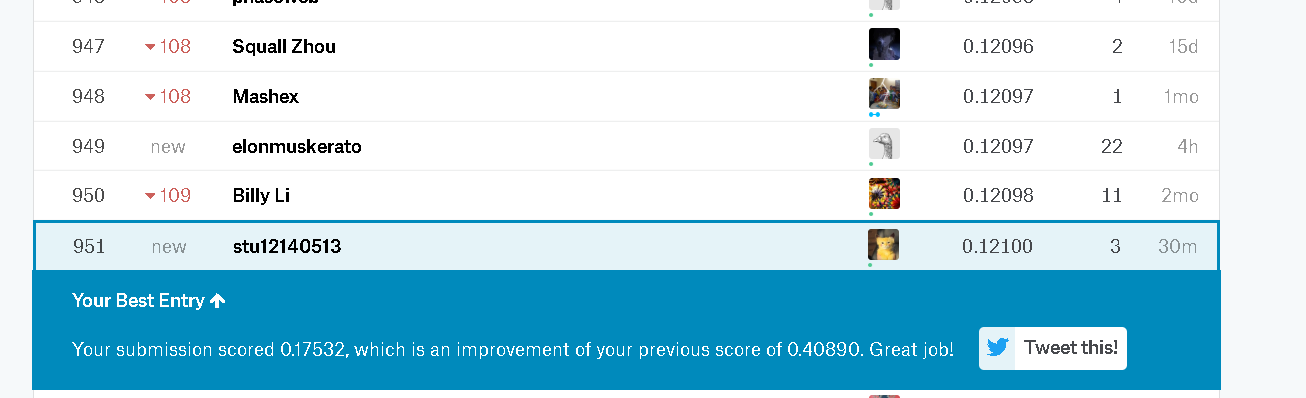 947 108 Squall Zhou 0.12096 2 15d
948 108 Mashex 0.12097 1 1mo
949 new elonmuskerato 0.12097 22 4h
950 109 Billy Li 0.12098 11 2mo
951 new stu12140513 0.12100 3 30m
Your Best Entry
Your submission scored 0.17532, which is an improvement of your previous score of 0.40890. Great job! Tweet this!